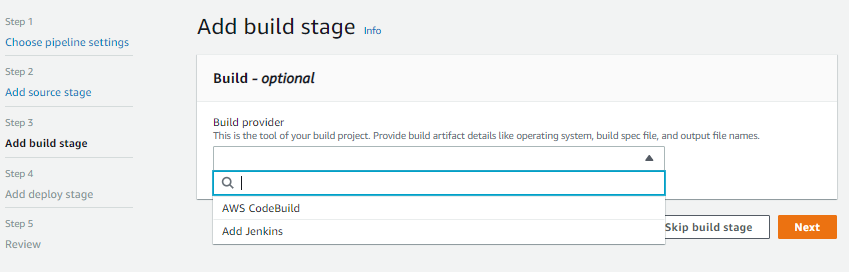 Step 1
Choose pipeline settings
Step 2
Add source stage
Step 3
Add build stage
Step 4
Add deploy stage
Step 5
Review
Add build stage Info
Build - optional
Build provider
This is the tool of your build project. Provide build artifact details like operating system, build spec file, and output file names.
AWS CodeBuild
Add Jenkins
Skip build stage
Next